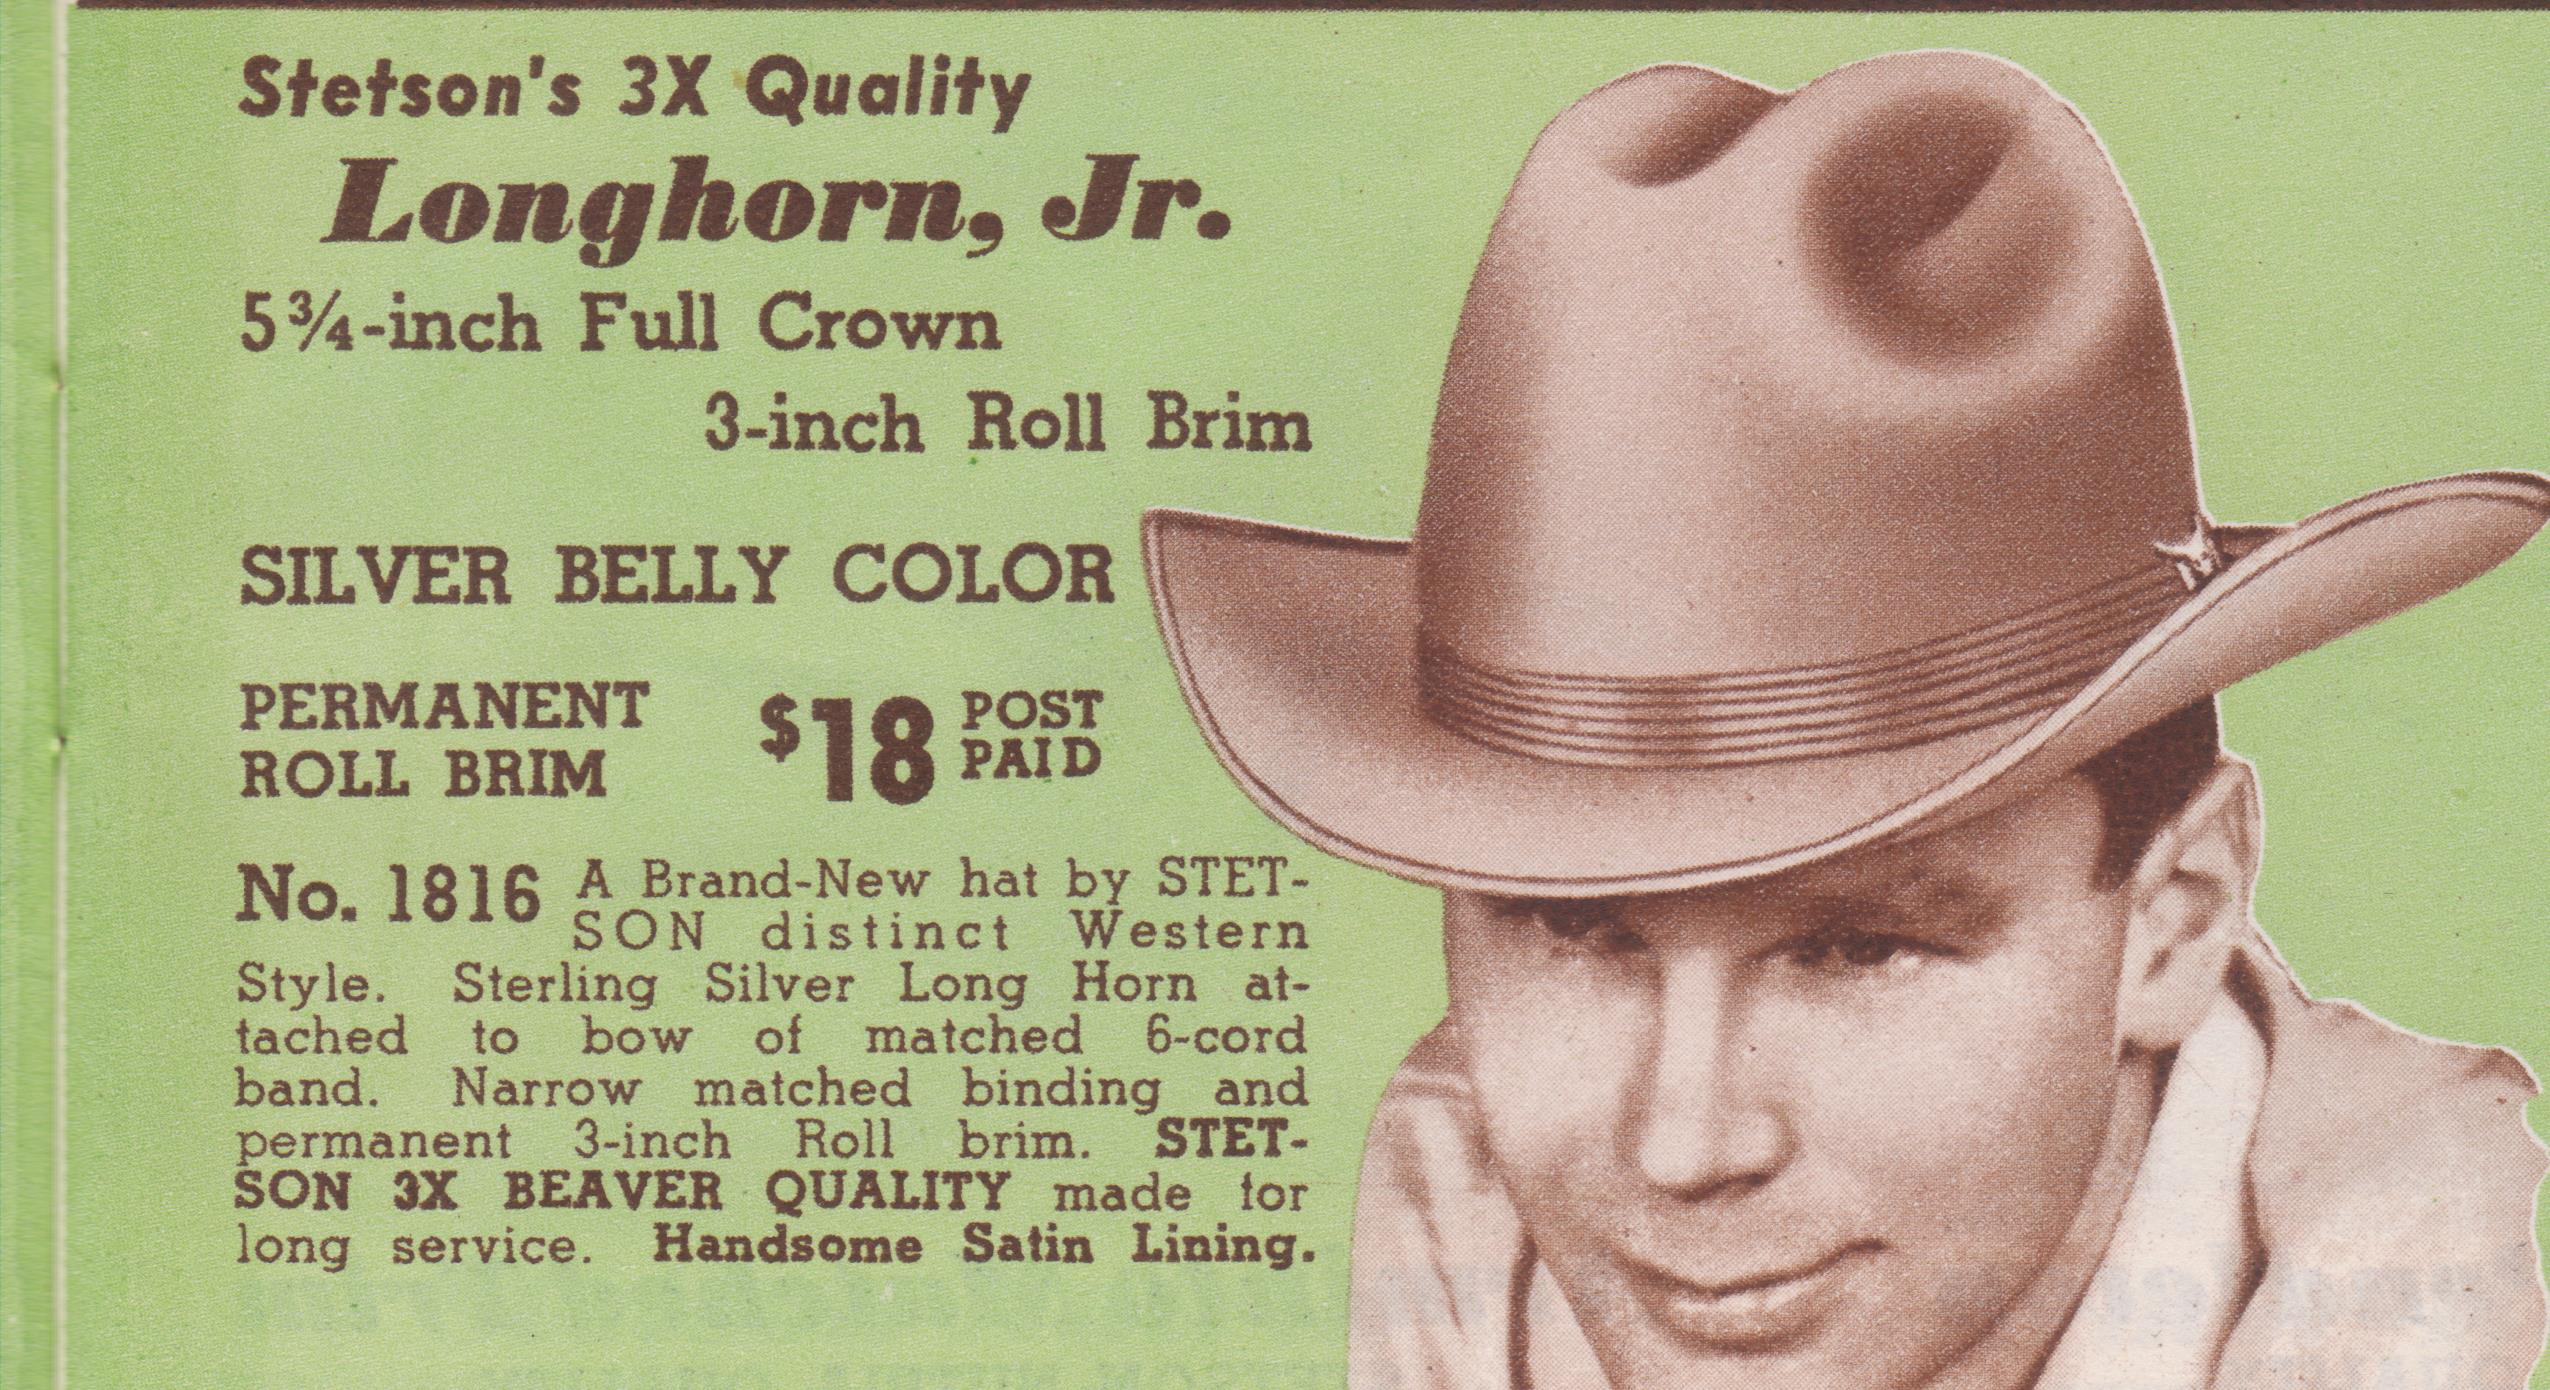 Stetson's 3X Quality
Longhorn, Jr.
5¾-inch Full Crown
3-inch Roll Brim
SILVER BELLY COLOR
PERMANENT
ROLL BRIM
$18 POST
PAID
No. 1816 A Brand-New hat by STET-
SON distinct Western
Style. Sterling Silver Long Horn at-
tached to bow of matched 6-cord
band. Narrow matched binding and
permanent 3-inch Roll brim. STET-
SON 3X BEAVER QUALITY made for
long service. Handsome Satin Lining.